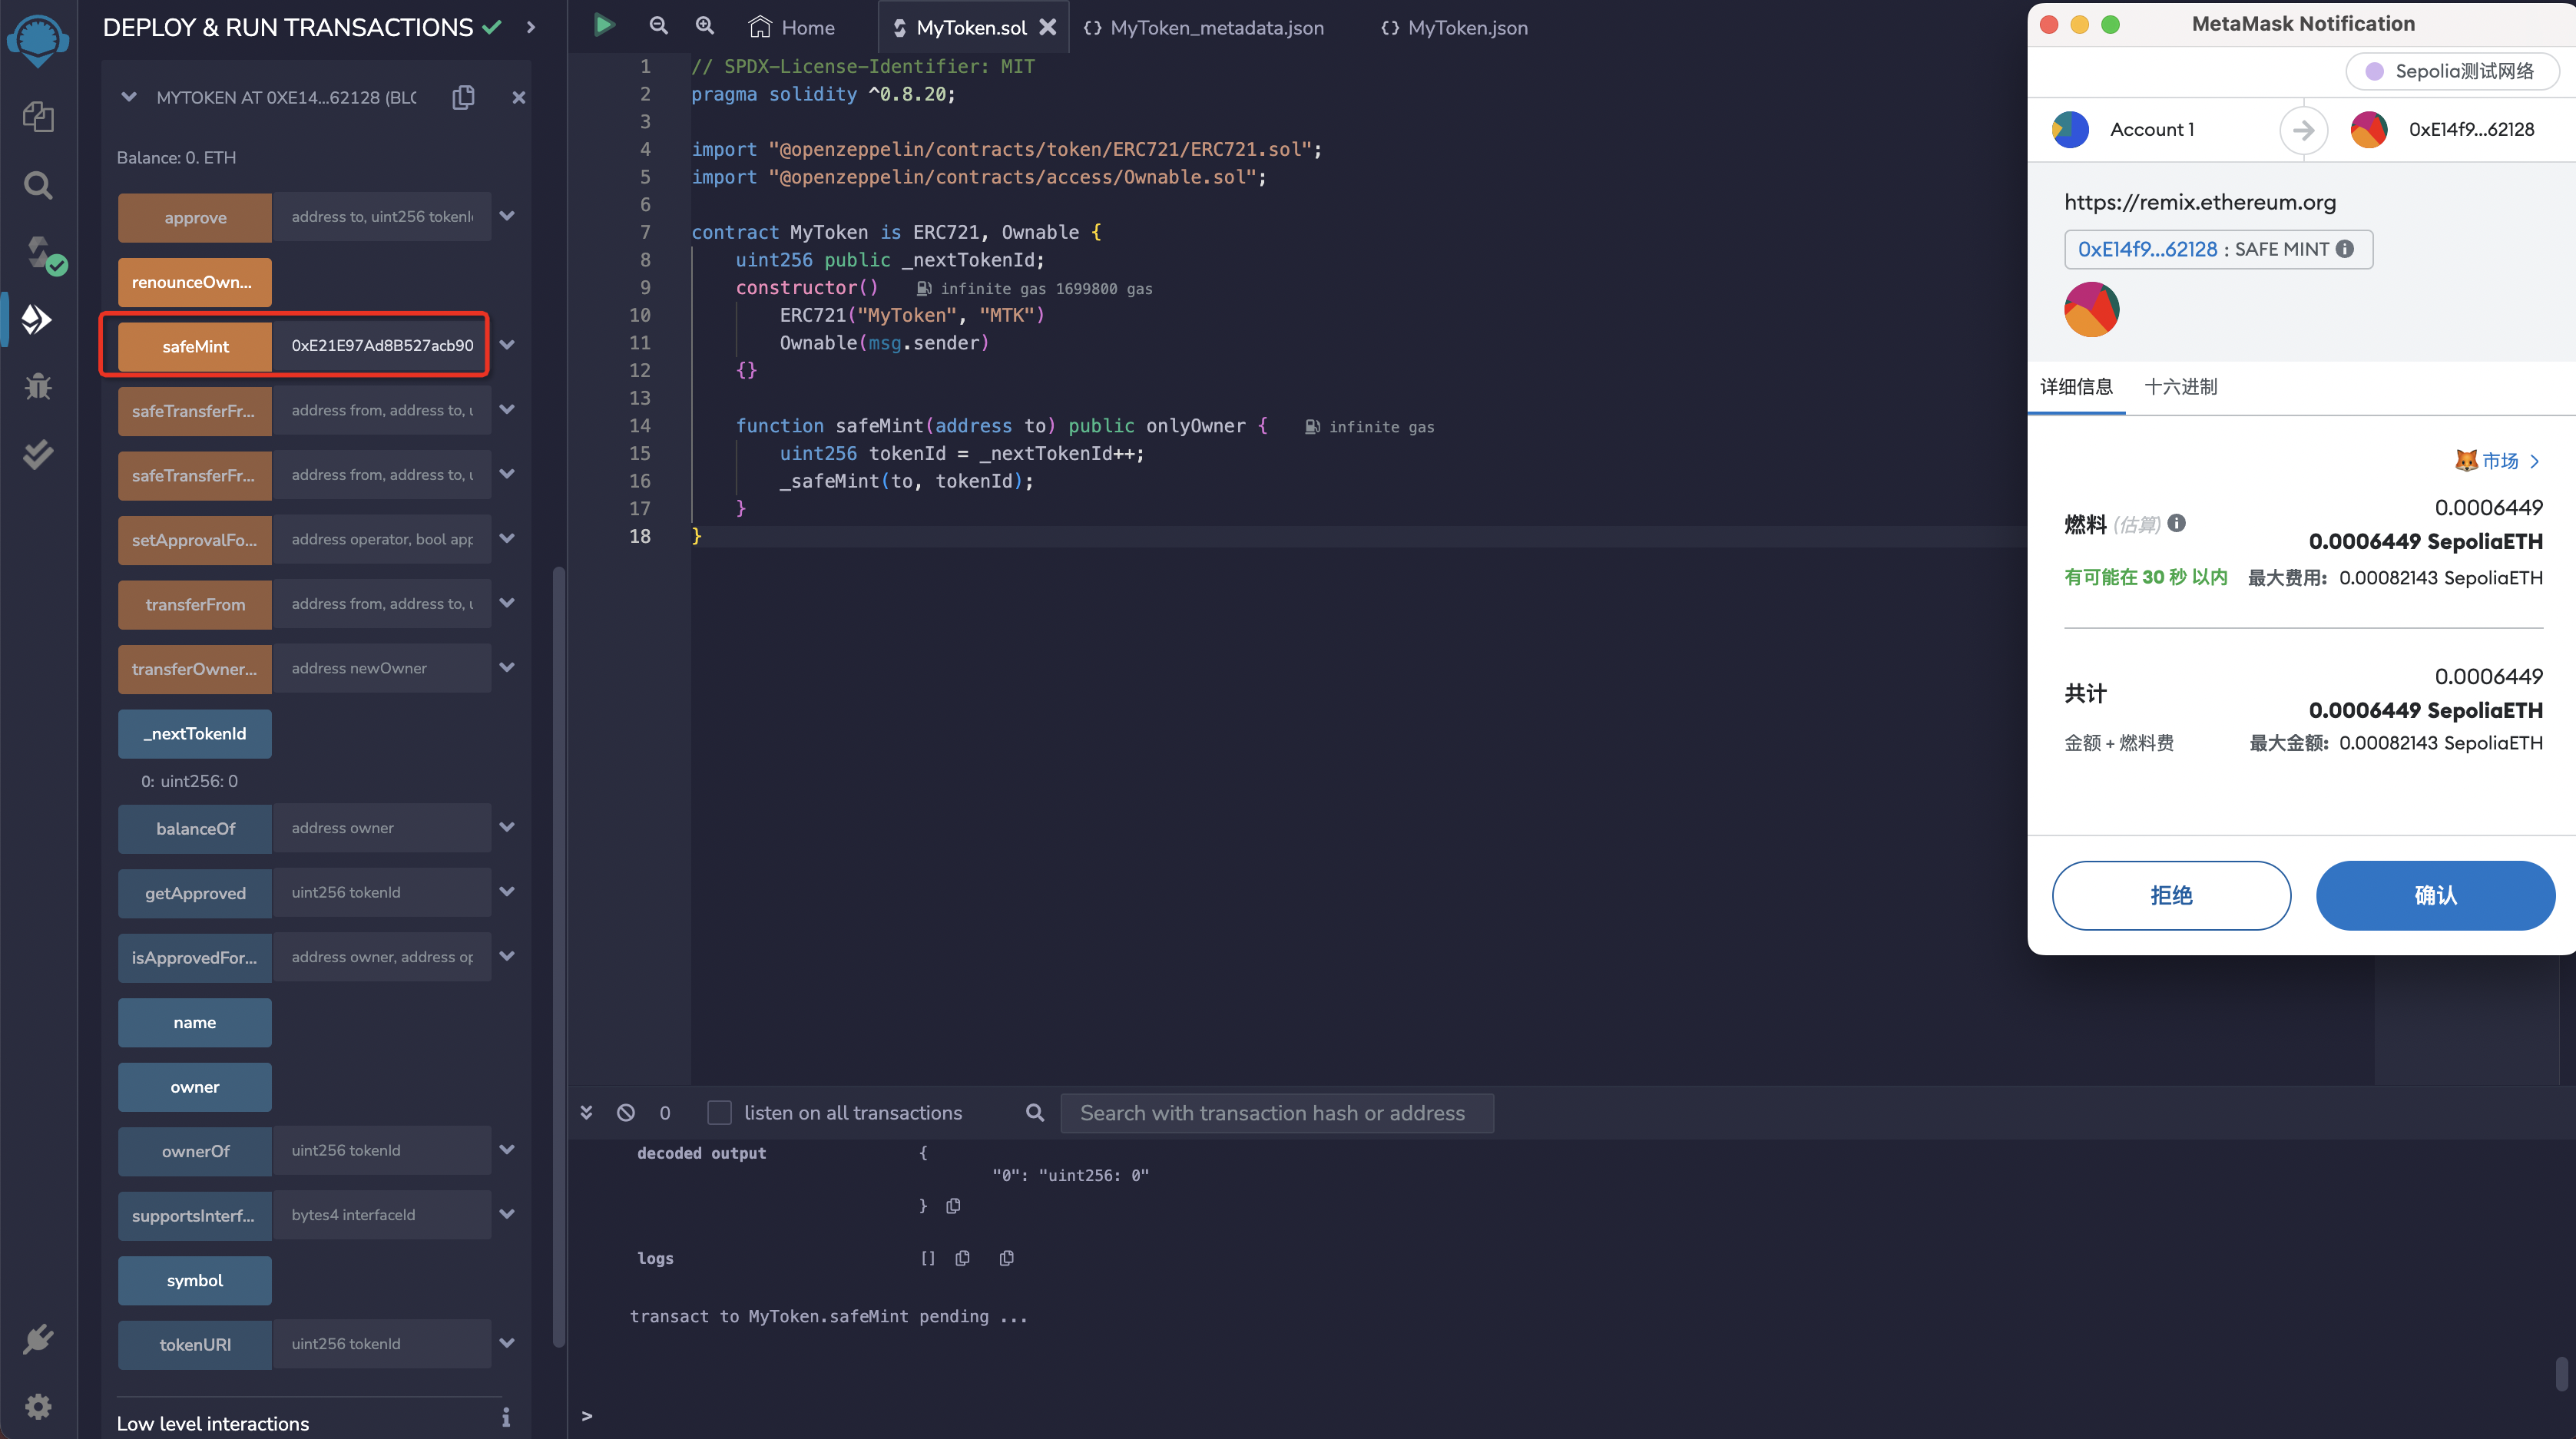 DEPLOY & RUN TRANSACTIONS
MYTOKEN AT 0XE14...62128 (BLO
Balance: 0. ETH
approve
address to, uint256 tokenI
renounceOwn...
safeMint
0xE21E97Ad8B527acb90
safeTransferFr...
address from, address to, u
safeTransferFr...
address from, address to, u
setApprovalFo...
address operator, bool app
transferFrom
address from, address to, u
transferOwner...
address newOwner
_nextTokenId
0: uint256: 0
balanceOf
address owner
getApproved
uint256 tokenId
isApprovedFor...
address owner, address op
name
owner
ownerOf
uint256 tokenId
supportsInterf...
bytes4 interfaceId
symbol
tokenURI
uint256 tokenId
Low level interactions
Home
MyToken.sol
MyToken_metadata.json
MyToken.json
1 // SPDX-License-Identifier: MIT
2 pragma solidity ^0.8.20;
3
4 import "@openzeppelin/contracts/token/ERC721/ERC721.sol";
5 import "@openzeppelin/contracts/access/Ownable.sol";
6
7 contract MyToken is ERC721, Ownable {
8 uint256 public _nextTokenId;
9 constructor() infinite gas 1699800 gas
10 ERC721("MyToken", "MTK")
11 Ownable(msg.sender)
12 {}
13
14 function safeMint(address to) public onlyOwner { infinite gas
15 uint256 tokenId = _nextTokenId++;
16 _safeMint(to, tokenId);
17 }
18 }
0
listen on all transactions
Search with transaction hash or address
decoded output {
"0": "uint256: 0"
}
logs []
transact to MyToken.safeMint pending ...
>
MetaMask Notification
Sepolia测试网络
Account 1
0xE14f9...62128
https://remix.ethereum.org
0xE14f9...62128 : SAFE MINT
详细信息
十六进制
市场 >
0.0006449
燃料 (估算)
0.0006449 SepoliaETH
有可能在 30 秒 以内
最大费用: 0.00082143 SepoliaETH
0.0006449
共计
0.0006449 SepoliaETH
金额 + 燃料费
最大金额: 0.00082143 SepoliaETH
拒绝
确认